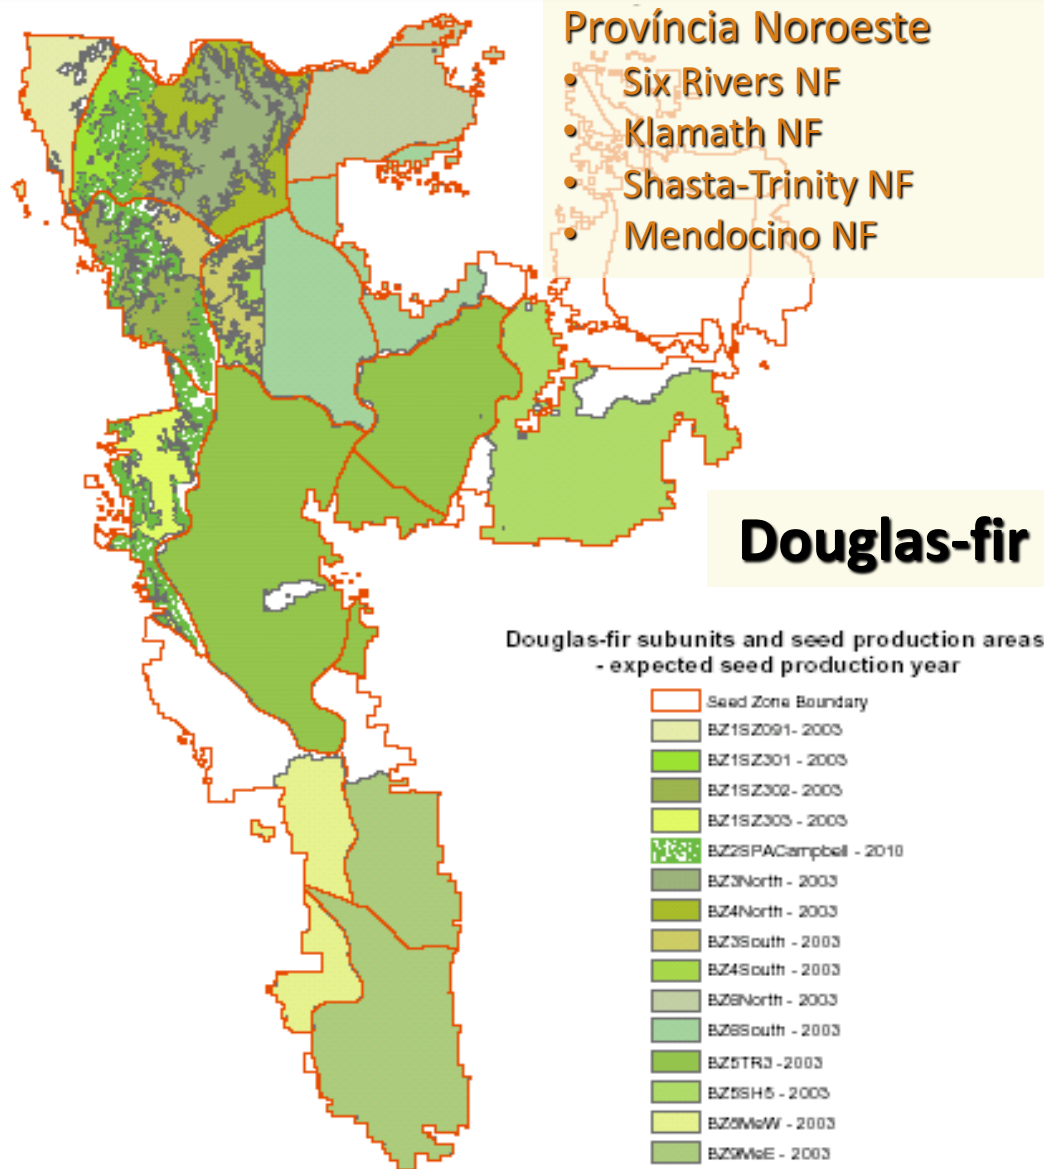 Província Noroeste
• Six Rivers NF
• Klamath NF
• Shasta-Trinity NF
• Mendocino NF
Douglas-fir
Douglas-fir subunits and seed production areas
- expected seed production year
Seed Zone Boundary
BZ1SZ091- 2003
BZ1SZ301 - 2003
BZ1SZ302- 2003
BZ1SZ303 - 2003
BZ2SPACampbell - 2010
BZ3North - 2003
BZ4North - 2003
BZ3South - 2003
BZ4South - 2003
BZ6North - 2003
BZ6South - 2003
BZ5TR3 -2003
BZ5SH5 - 2003
BZ8MeW - 2003
BZ9MeE - 2003